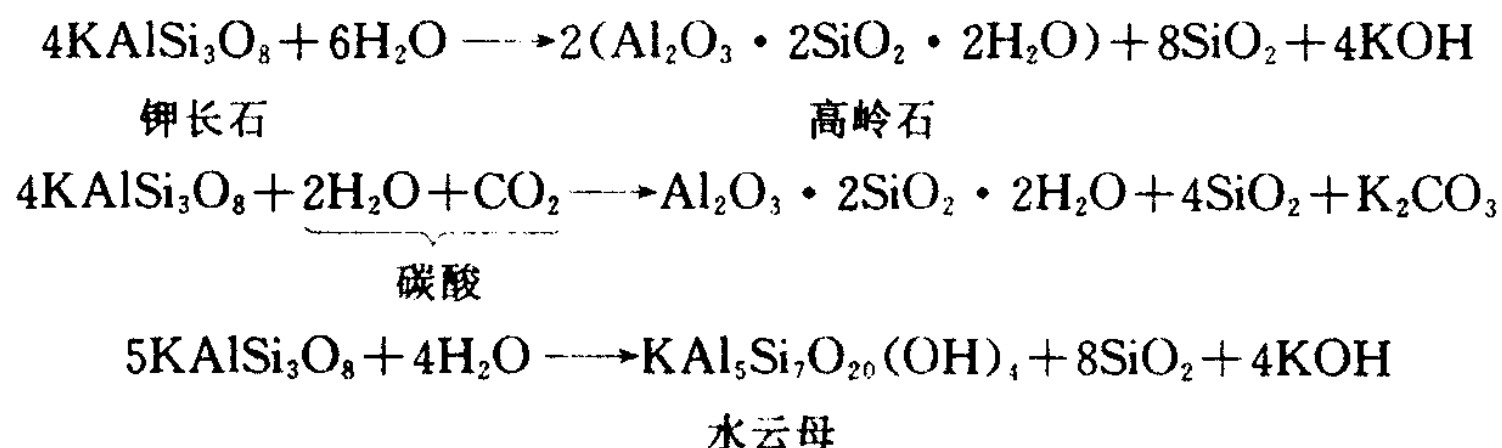 4KAlSi₃O₈+6H₂O⟶2(Al₂O₃·2SiO₂·2H₂O)+8SiO₂+4KOH
钾长石 高岭石
4KAlSi₃O₈+2H₂O+CO₂⟶Al₂O₃·2SiO₂·2H₂O+4SiO₂+K₂CO₃
碳酸
5KAlSi₃O₈+4H₂O⟶KAl₅Si₇O₂₀(OH)₄+8SiO₂+4KOH
水云母